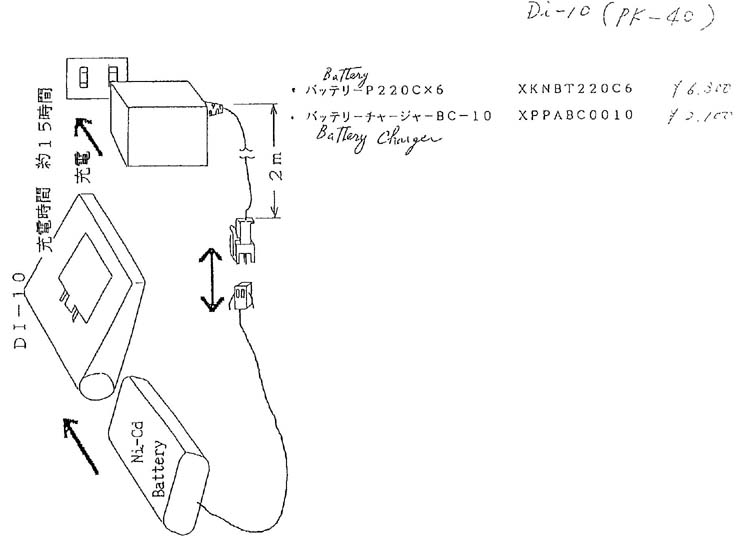 Di-10 (PK-40)
Battery
・バッテリーP220C×6 XKNBT220C6 ¥6,300
・バッテリーチャージャーBC-10 XPPABC0010
Battery Charger
充電時間 約15時間
充電
2m
DI-10
Ni-Cd
Battery